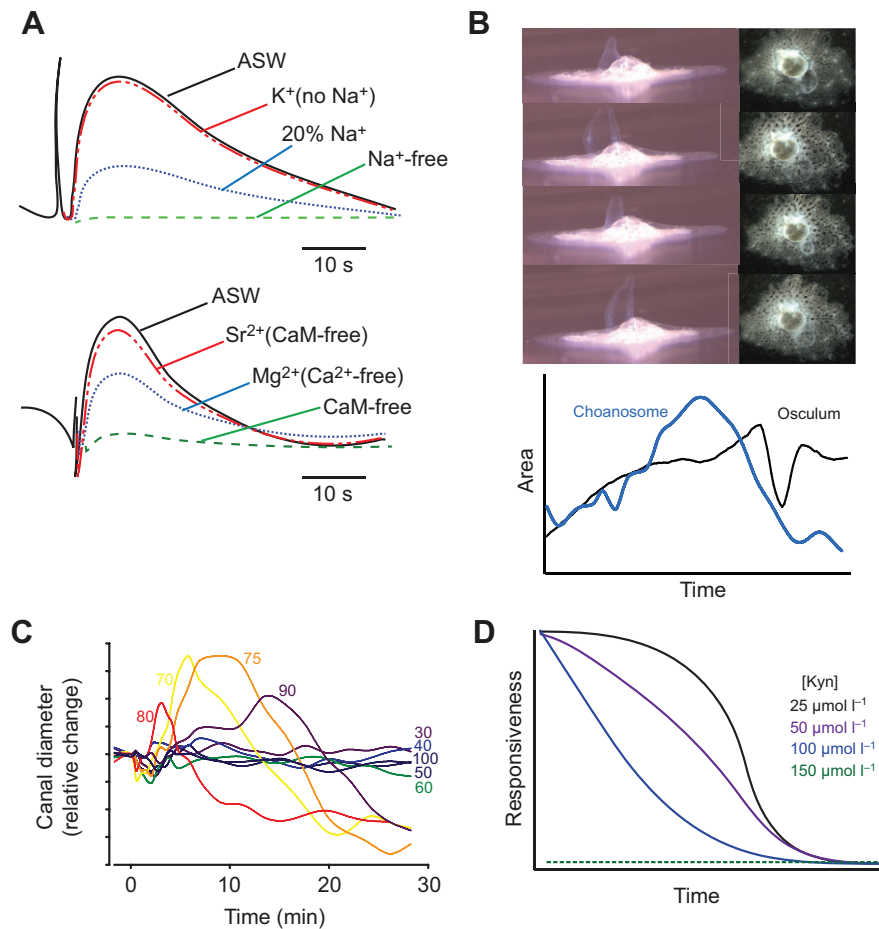 A
ASW
K⁺(no Na⁺)
20% Na⁺
Na⁺-free
10 s
ASW
Sr²⁺(CaM-free)
Mg²⁺(Ca²⁺-free)
CaM-free
10 s
B
Choanosome
Osculum
Area
Time
C
Canal diameter
(relative change)
70
75
80
90
30
40
100
50
60
0
10
20
30
Time (min)
D
Responsiveness
[Kyn]
25 µmol l⁻¹
50 µmol l⁻¹
100 µmol l⁻¹
150 µmol l⁻¹
Time